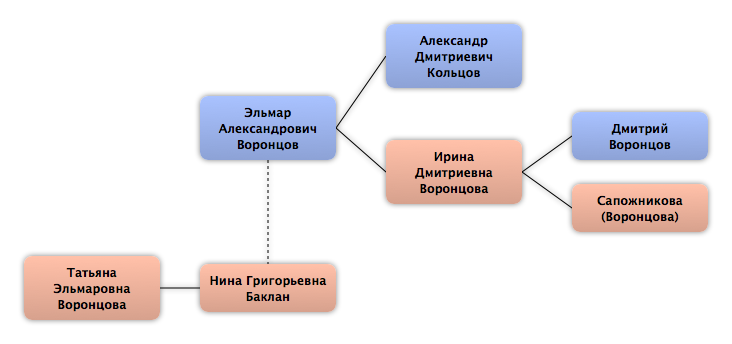 Александр
Дмитриевич
Кольцов
Эльмар
Александрович
Воронцов
Ирина
Дмитриевна
Воронцова
Дмитрий
Воронцов
Сапожникова
(Воронцова)
Татьяна
Эльмаровна
Воронцова
Нина Григорьевна
Баклан